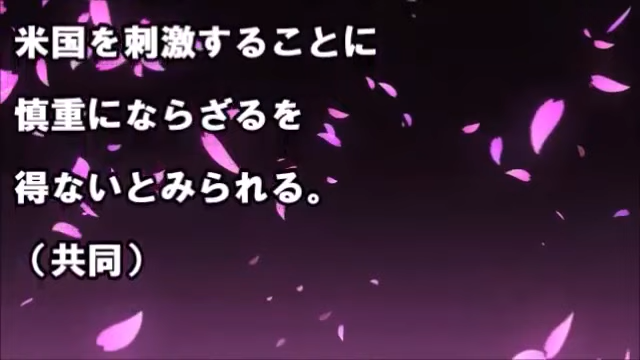 米国を刺激することに
慎重にならざるを
得ないとみられる。
（共同）